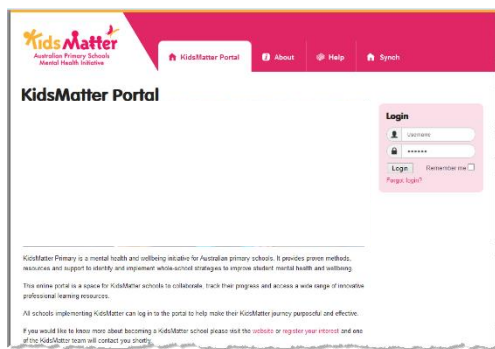 KidsMatter
Australian Primary Schools
Mental Health Initiative
KidsMatter Portal
About
Help
Synch
KidsMatter Portal
Login
Username
••••••
Login
Remember me
Forgot login?
KidsMatter Primary is a mental health and wellbeing initiative for Australian primary schools. It provides proven methods,
resources and support to identify and implement whole-school strategies to improve student mental health and wellbeing.
This online portal is a space for KidsMatter schools to collaborate, track their progress and access a wide range of innovative
professional learning resources.
All schools implementing KidsMatter can log in to the portal to help make their KidsMatter journey purposeful and effective.
If you would like to know more about becoming a KidsMatter school please visit the website or register your interest and one
of the KidsMatter team will contact you shortly.